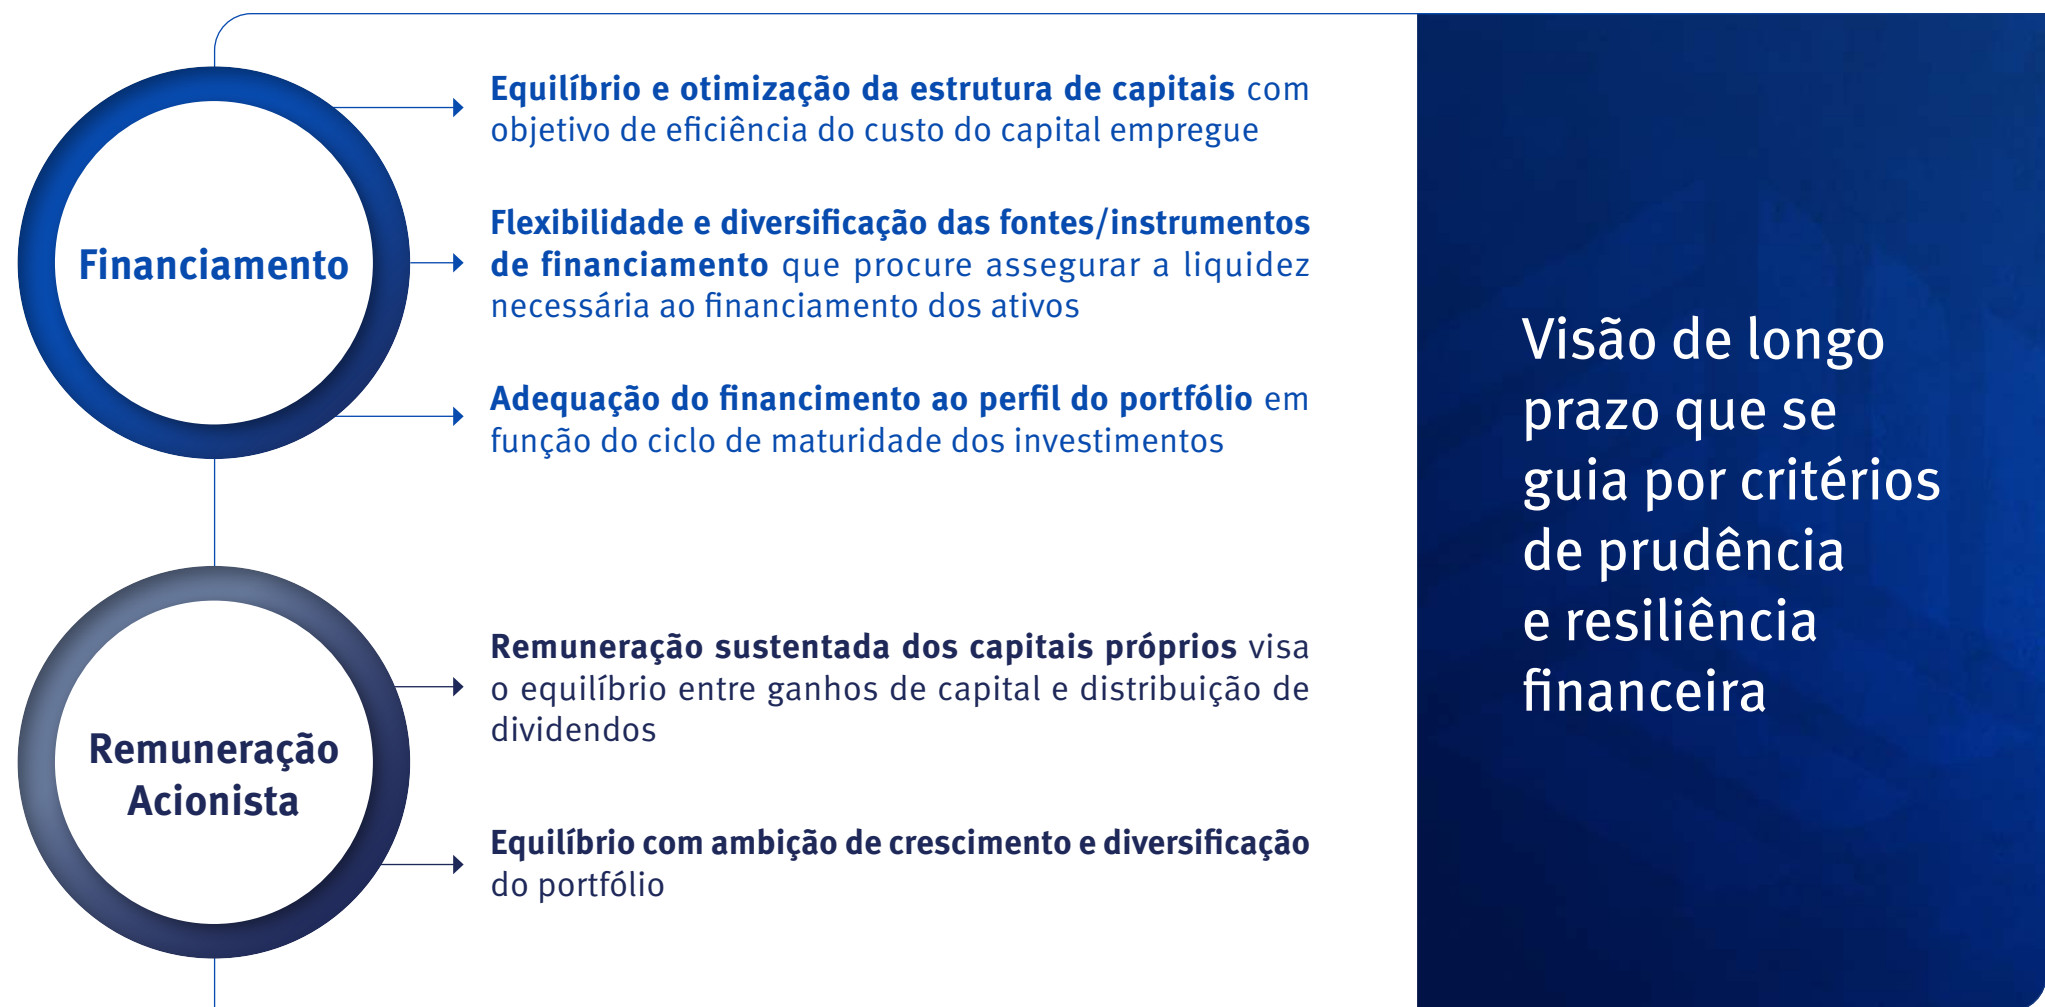 Financiamento
Equilíbrio e otimização da estrutura de capitais com
objetivo de eficiência do custo do capital empregue
Flexibilidade e diversificação das fontes/instrumentos
de financiamento que procure assegurar a liquidez
necessária ao financiamento dos ativos
Adequação do financimento ao perfil do portfólio em
função do ciclo de maturidade dos investimentos
Remuneração
Acionista
Remuneração sustentada dos capitais próprios visa
o equilíbrio entre ganhos de capital e distribuição de
dividendos
Equilíbrio com ambição de crescimento e diversificação
do portfólio
Visão de longo
prazo que se
guia por critérios
de prudência
e resiliência
financeira